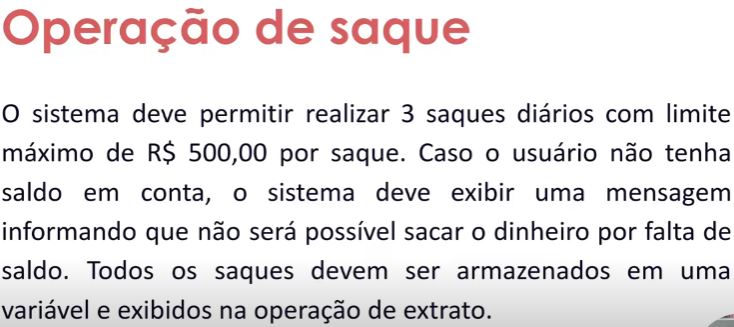 Operação de saque
O sistema deve permitir realizar 3 saques diários com limite
máximo de R$ 500,00 por saque. Caso o usuário não tenha
saldo em conta, o sistema deve exibir uma mensagem
informando que não será possível sacar o dinheiro por falta de
saldo. Todos os saques devem ser armazenados em uma
variável e exibidos na operação de extrato.